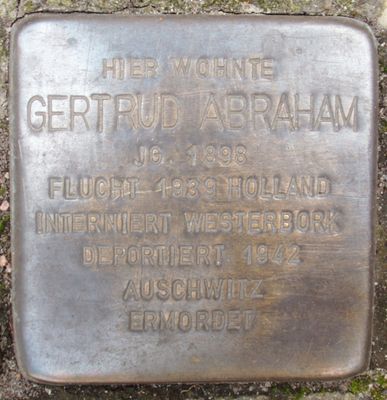 HIER WOHNTE
GERTRUD ABRAHAM
JG. 1898
FLUCHT 1939 HOLLAND
INTERNIERT WESTERBORK
DEPORTIERT 1942
AUSCHWITZ
ERMORDET